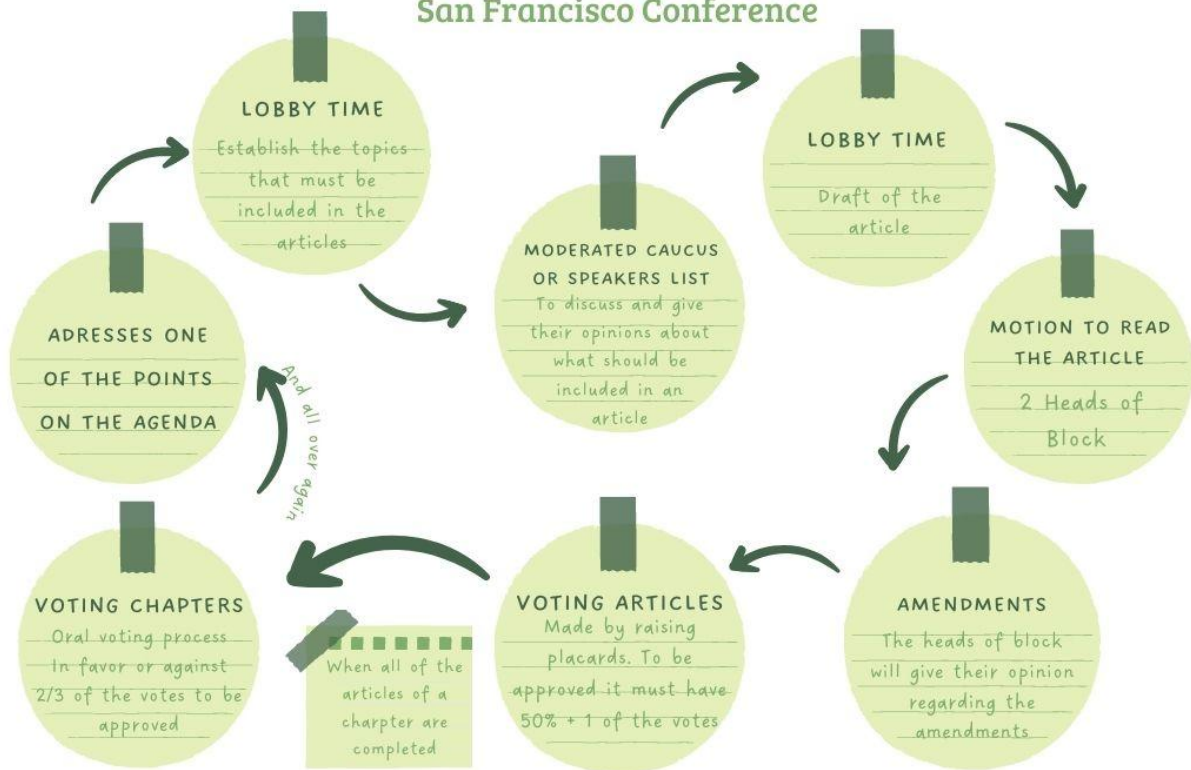 San Francisco Conference
ADRESSES ONE
OF THE POINTS
ON THE AGENDA
LOBBY TIME
Establish the topics
that must be
included in the
articles
MODERATED CAUCUS
OR SPEAKERS LIST
To discuss and give
their opinions about
what should be
included in an
article
LOBBY TIME
Draft of the
article
MOTION TO READ
THE ARTICLE
2 Heads of
Block
AMENDMENTS
The heads of block
will give their opinion
regarding the
amendments
VOTING ARTICLES
Made by raising
placards. To be
approved it must have
50% + 1 of the votes
When all of the
articles of a
charpter are
completed
VOTING CHAPTERS
Oral voting process
In favor or against
2/3 of the votes to be
approved
And all over again